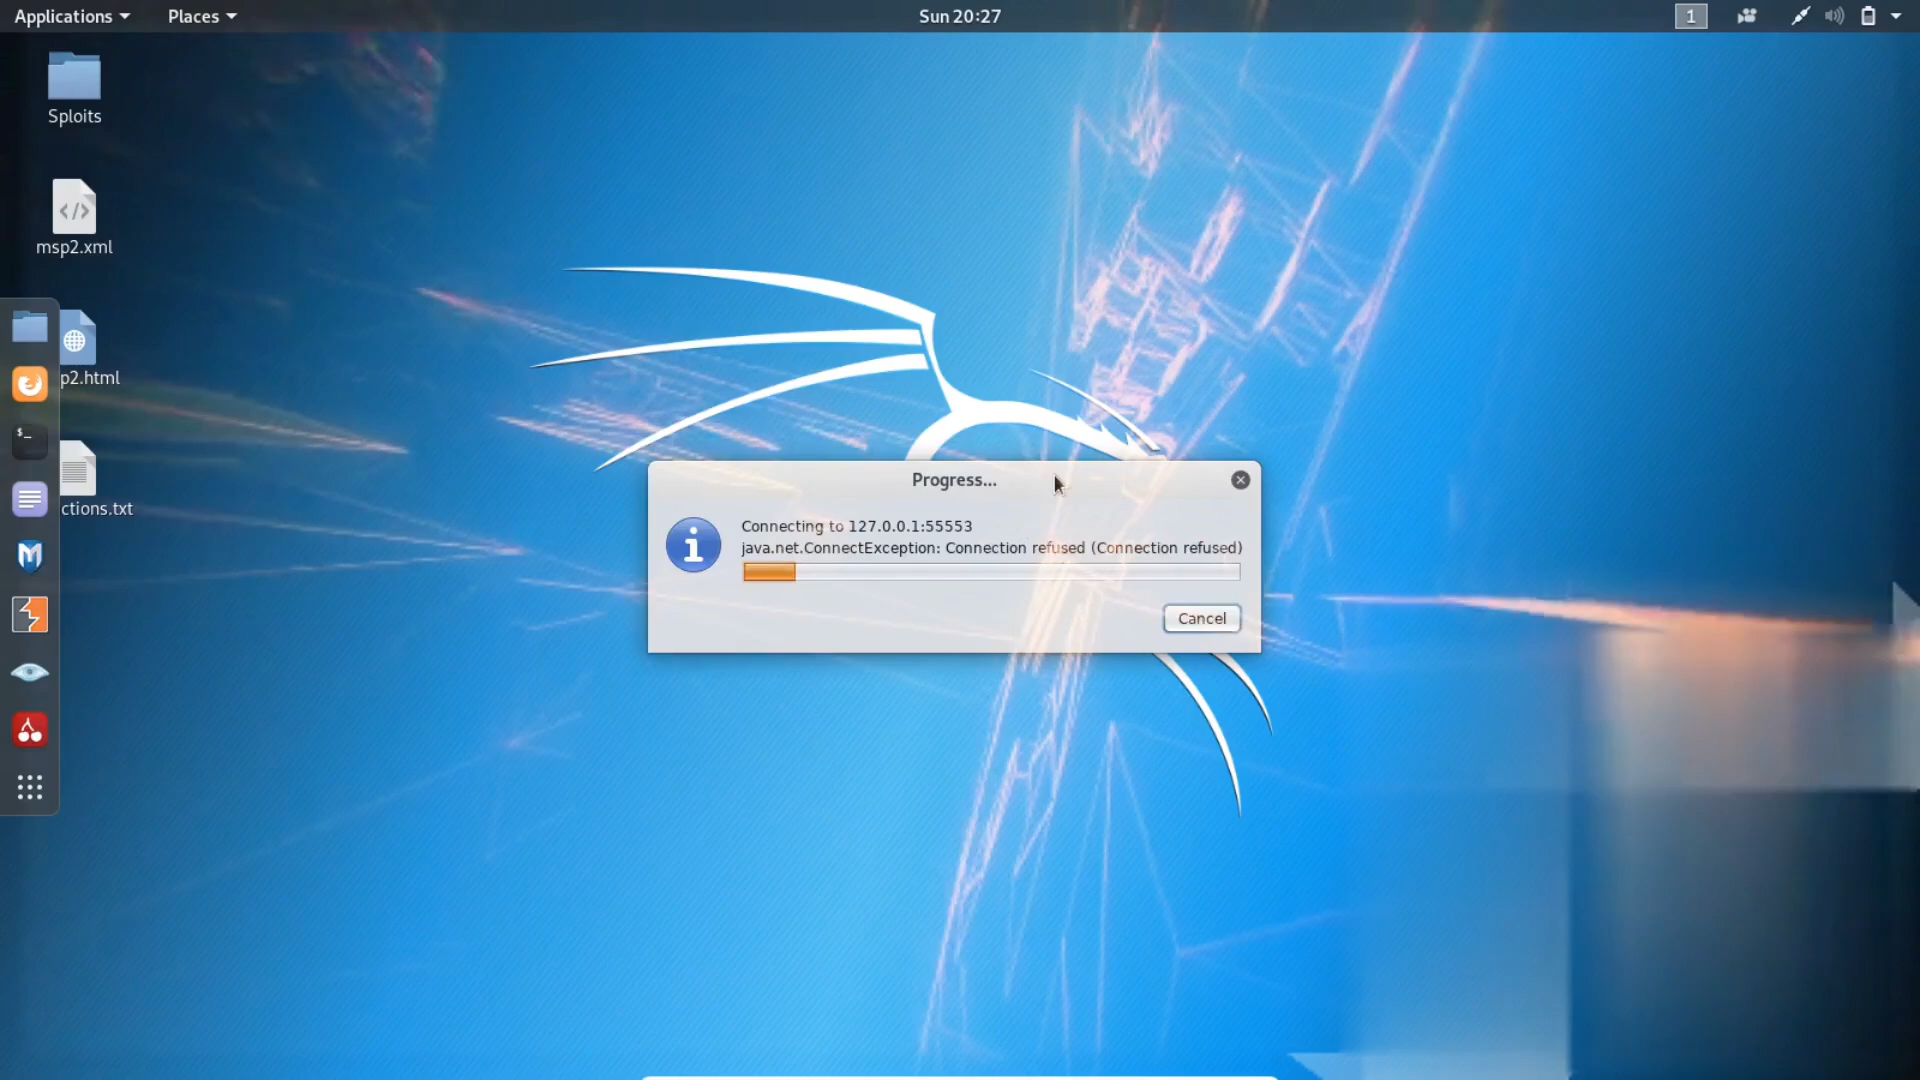 Applications
Places
Sun 20:27
1
Sploits
</>
msp2.xml
p2.html
$_
ctions.txt
Progress...
Connecting to 127.0.0.1:55553
java.net.ConnectException: Connection refused (Connection refused)
Cancel